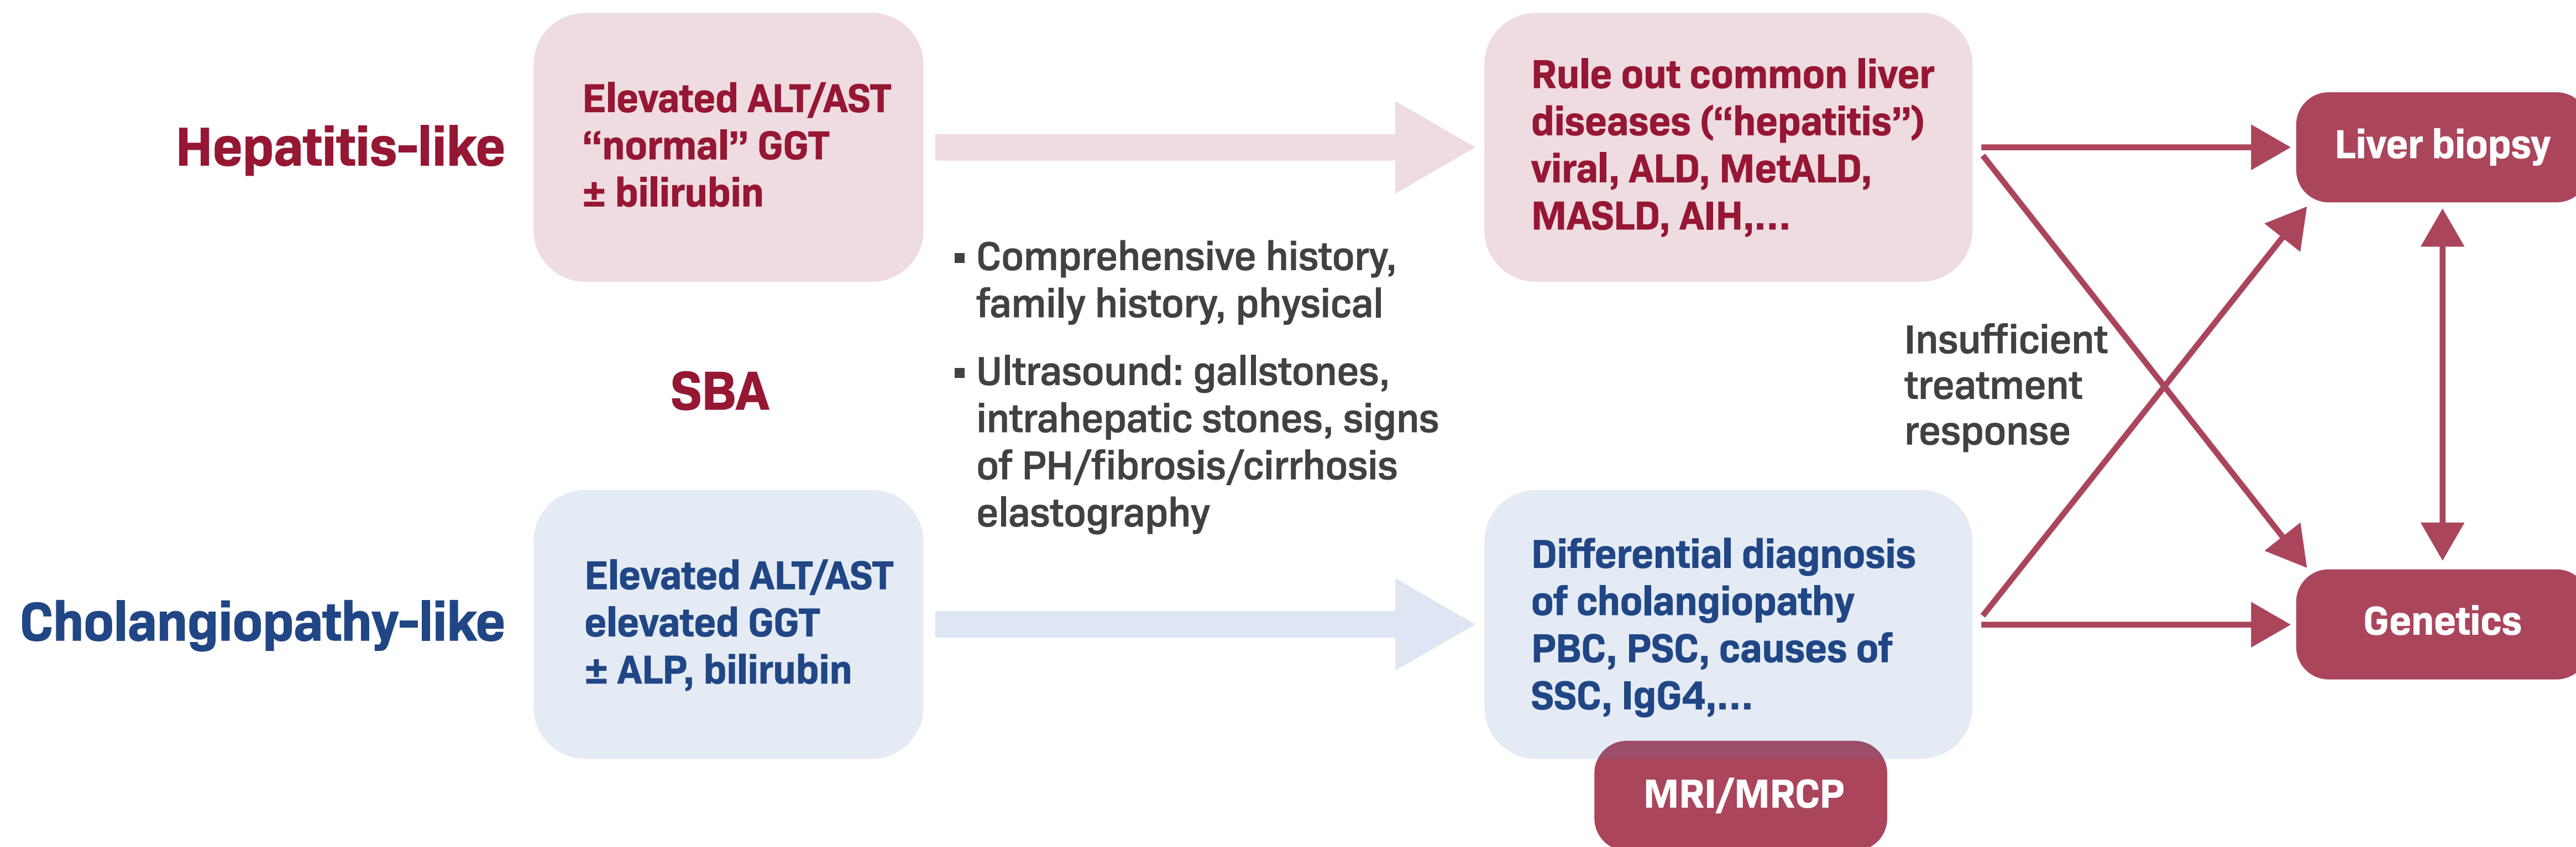 Hepatitis-like
Elevated ALT/AST
“normal” GGT
± bilirubin
Rule out common liver
diseases (“hepatitis”)
viral, ALD, MetALD,
MASLD, AIH,...
Liver biopsy
▪ Comprehensive history,
family history, physical
▪ Ultrasound: gallstones,
intrahepatic stones, signs
of PH/fibrosis/cirrhosis
elastography
SBA
Insufficient
treatment
response
Cholangiopathy-like
Elevated ALT/AST
elevated GGT
± ALP, bilirubin
Differential diagnosis
of cholangiopathy
PBC, PSC, causes of
SSC, IgG4,...
MRI/MRCP
Genetics